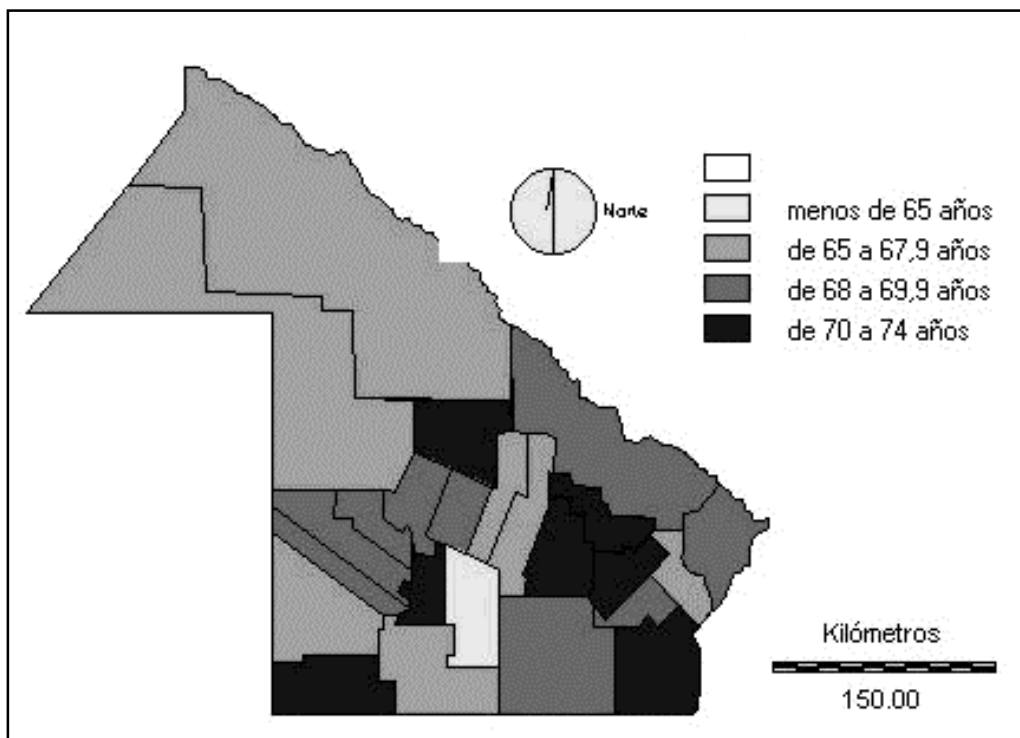 Norte
menos de 65 años
de 65 a 67,9 años
de 68 a 69,9 años
de 70 a 74 años
Kilómetros
150.00